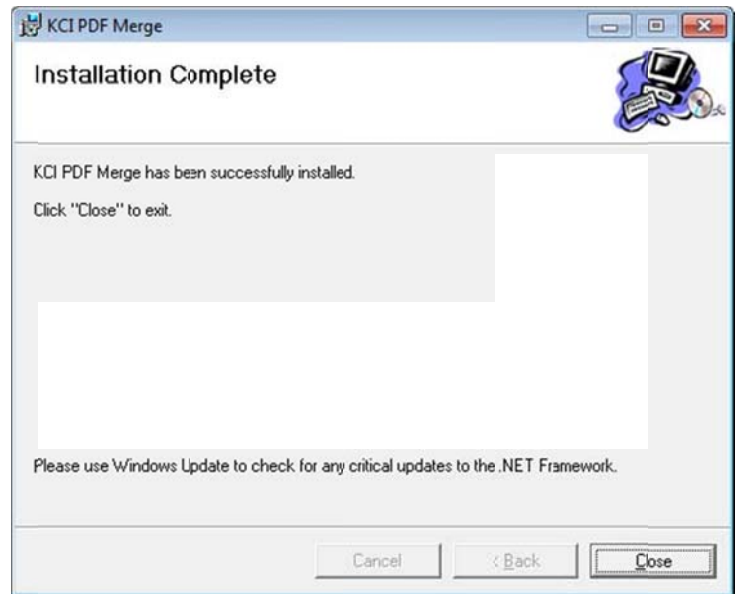 KCI PDF Merge
Installation Complete
KCI PDF Merge has been successfully installed.
Click "Close" to exit.
Please use Windows Update to check for any critical updates to the .NET Framework.
Cancel < Back Close